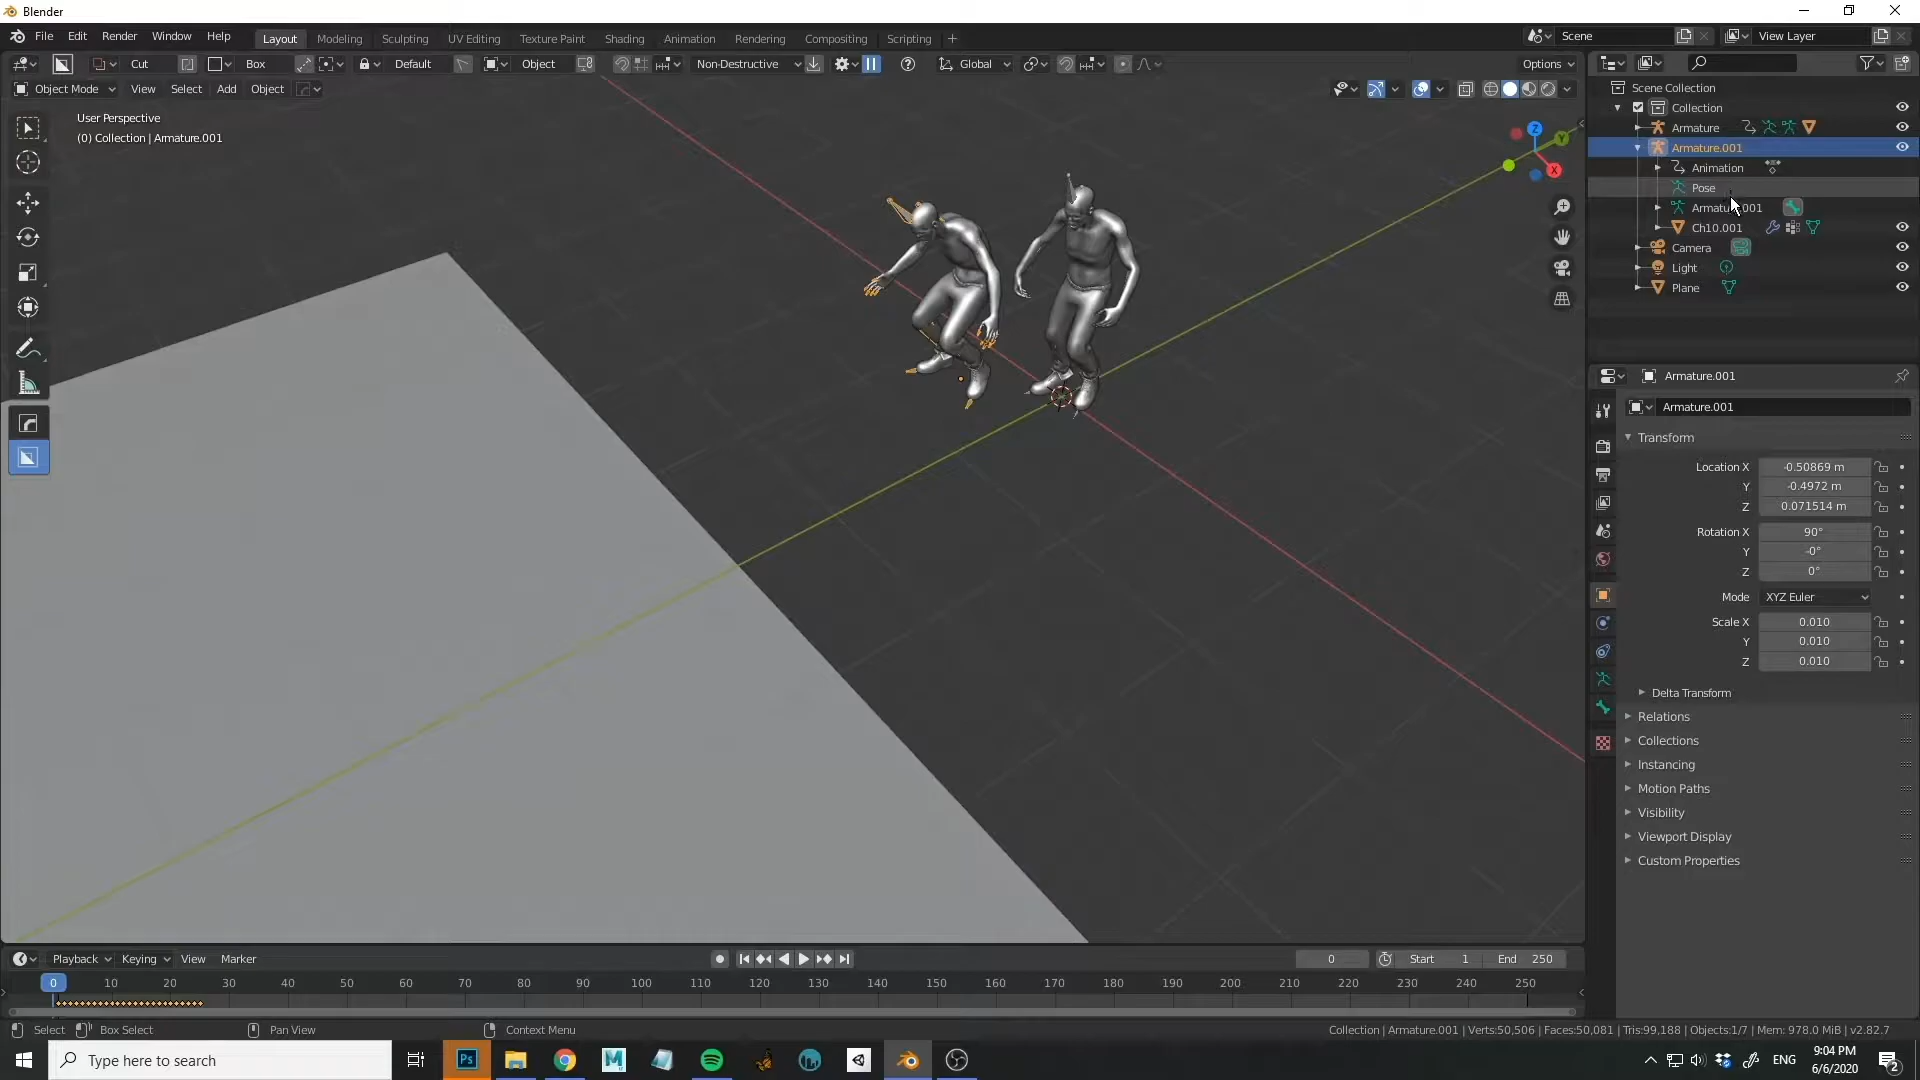 Blender
File Edit Render Window Help Layout Modeling Sculpting UV Editing Texture Paint Shading Animation Rendering Compositing Scripting + Scene View Layer
Cut Box Default Object Non-Destructive Global Options
Object Mode View Select Add Object
User Perspective
(0) Collection | Armature.001
Z
Y
X
Scene Collection
Collection
Armature
Armature.001
Animation
Pose
Armature.001
Ch10.001
Camera
Light
Plane
Armature.001
Armature.001
Transform
Location X -0.50869 m
Y -0.4972 m
Z 0.071514 m
Rotation X 90°
Y -0°
Z 0°
Mode XYZ Euler
Scale X 0.010
Y 0.010
Z 0.010
Delta Transform
Relations
Collections
Instancing
Motion Paths
Visibility
Viewport Display
Custom Properties
Playback Keying View Marker 0 Start 1 End 250
0 10 20 30 40 50 60 70 80 90 100 110 120 130 140 150 160 170 180 190 200 210 220 230 240 250
Select Box Select Pan View Context Menu Collection | Armature.001 | Verts:50,506 | Faces:50,081 | Tris:99,188 | Objects:1/7 | Mem: 978.0 MiB | v2.82.7
Type here to search Ps M ENG 9:04 PM
6/6/2020
2